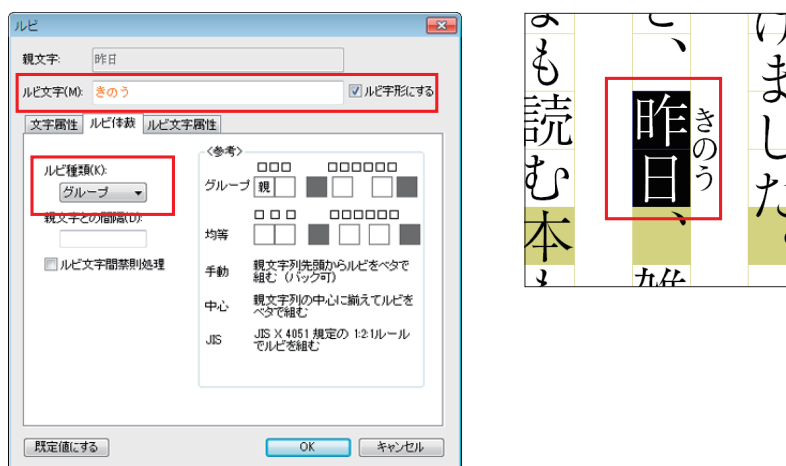 ルビ
親文字: 昨日
ルビ文字(M): きのう ルビ字形にする
文字属性 ルビ体裁 ルビ文字属性
ルビ種類(K):
グループ
親文字との間隔(D):
ルビ文字間禁則処理
<参考>
グループ 親
均等
手動 親文字列先頭からルビをベタで
組む (バック可)
中心 親文字列の中心に揃えてルビを
ベタで組む
JIS JIS X 4051 規定の 1:2:1ルール
でルビを組む
既定値にする OK キャンセル
けました。
きのう
と、昨日、雑
も読む本も